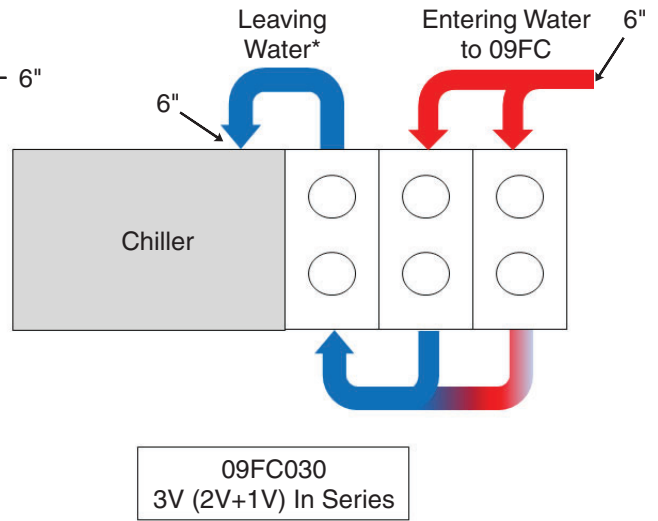 Leaving
Water*
Entering Water
to 09FC
6"
6"
6"
Chiller
09FC030
3V (2V+1V) In Series